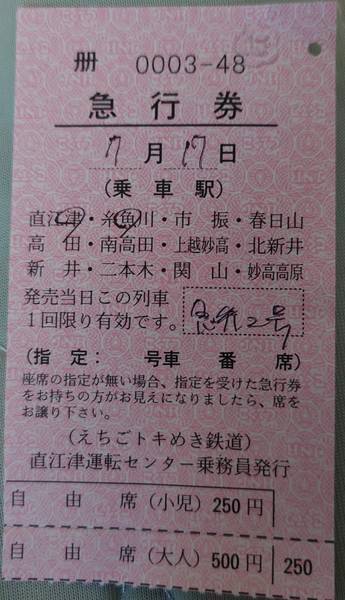 冊 0003-48
急行券
7月17日
(乗車駅)
直江津・糸魚川・市振・春日山
高田・南高田・上越妙高・北新井
新井・二本木・関山・妙高高原
発売当日この列車
1回限り有効です。
急行2号
(指定: 号車 番 席)
座席の指定が無い場合、指定を受けた急行券
をお持ちの方がお見えになりましたら、席を
お譲り下さい。
(えちごトキめき鉄道)
直江津運転センター乗務員発行
自由席(小児)250円
自由席(大人)500円 250